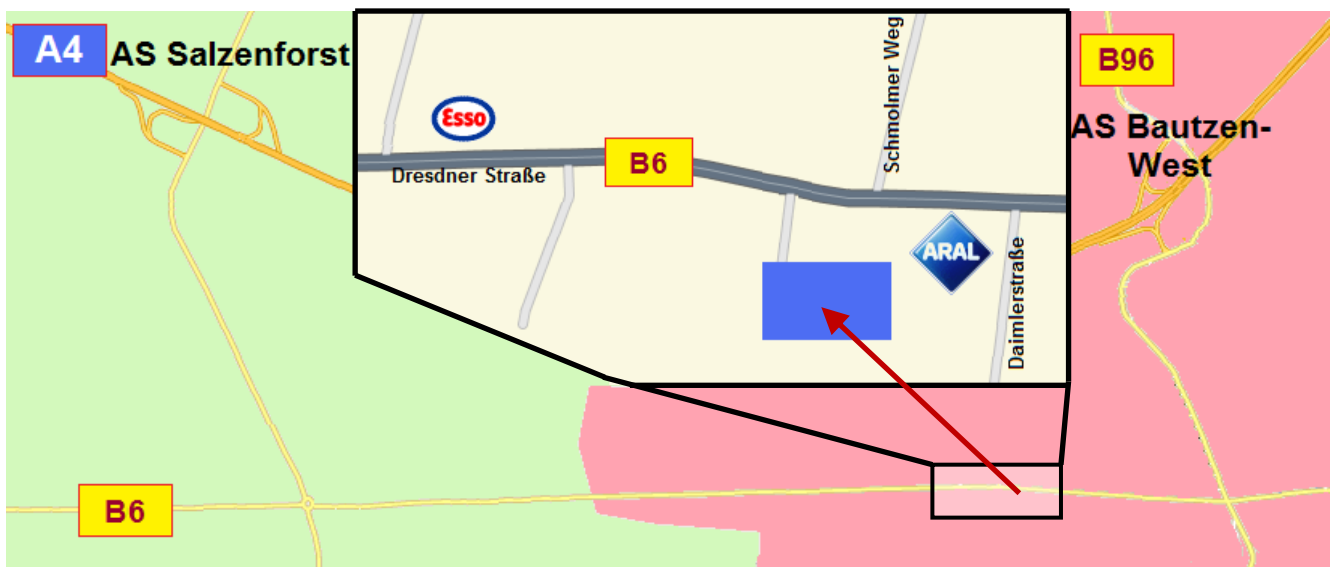 A4
AS Salzenforst
Esso
Dresdner Straße
B6
Schmolmer Weg
ARAL
Daimlerstraße
B96
AS Bautzen-
West
B6